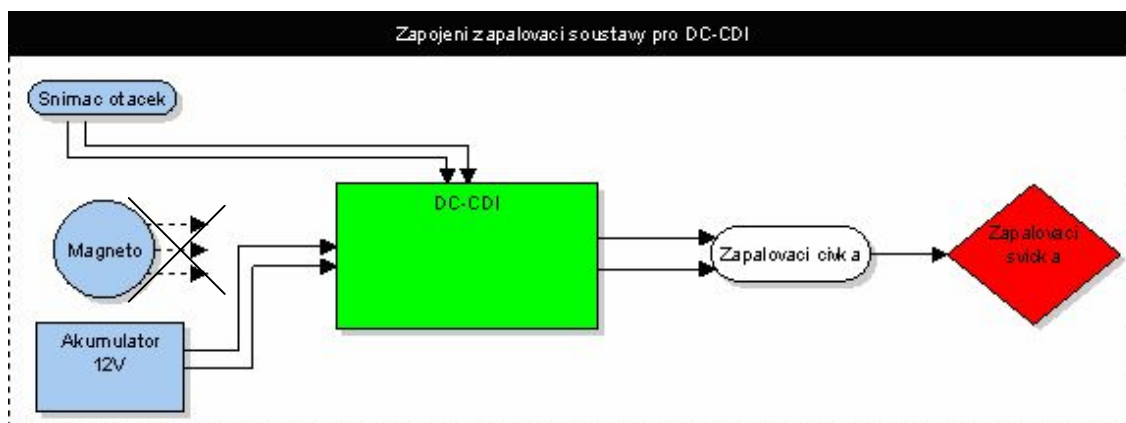 Zapojeni zapalovaci soustavy pro DC-CDI
Snimac otacek
DC-CDI
Magneto
Zapalovaci civka
Zapalovaci
svicka
Akumulator
12V